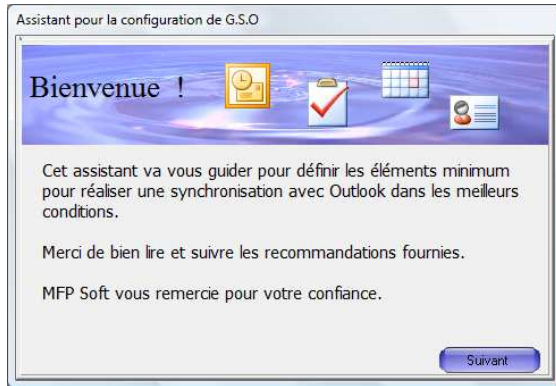 Assistant pour la configuration de G.S.O
Bienvenue !
Cet assistant va vous guider pour définir les éléments minimum
pour réaliser une synchronisation avec Outlook dans les meilleurs
conditions.
Merci de bien lire et suivre les recommandations fournies.
MFP Soft vous remercie pour votre confiance.
Suivant